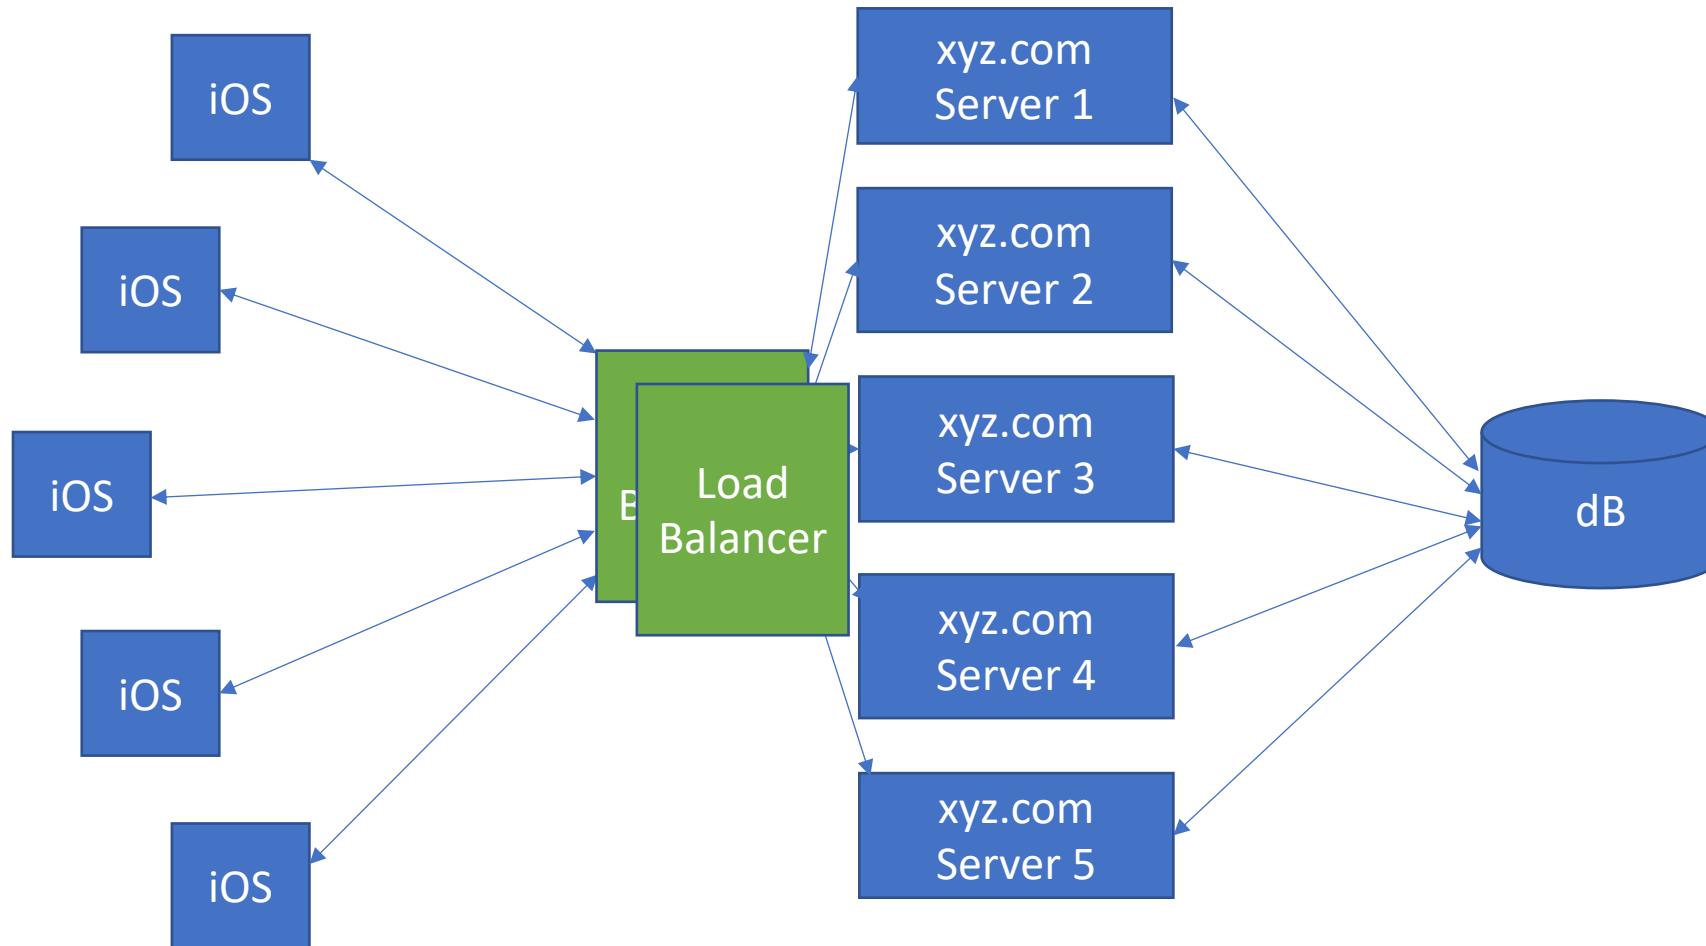 iOS
iOS
iOS
iOS
iOS
Load
Balancer
B
xyz.com
Server 1
xyz.com
Server 2
xyz.com
Server 3
xyz.com
Server 4
xyz.com
Server 5
dB